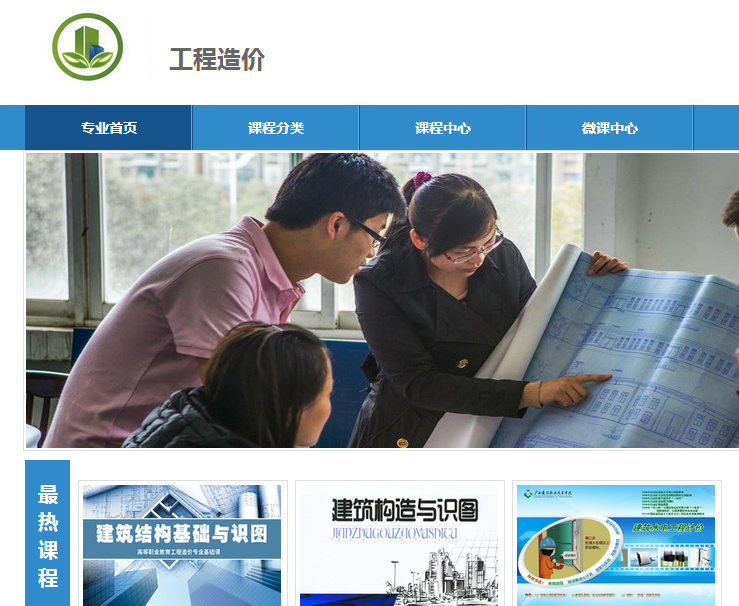 工程造价
专业首页
课程分类
课程中心
微课中心
最热课程
建筑结构基础与识图
高等职业教育工程造价专业基础课
建筑构造与识图
JIANZHUGOUZAOYUSHITU
建筑水电工程计价